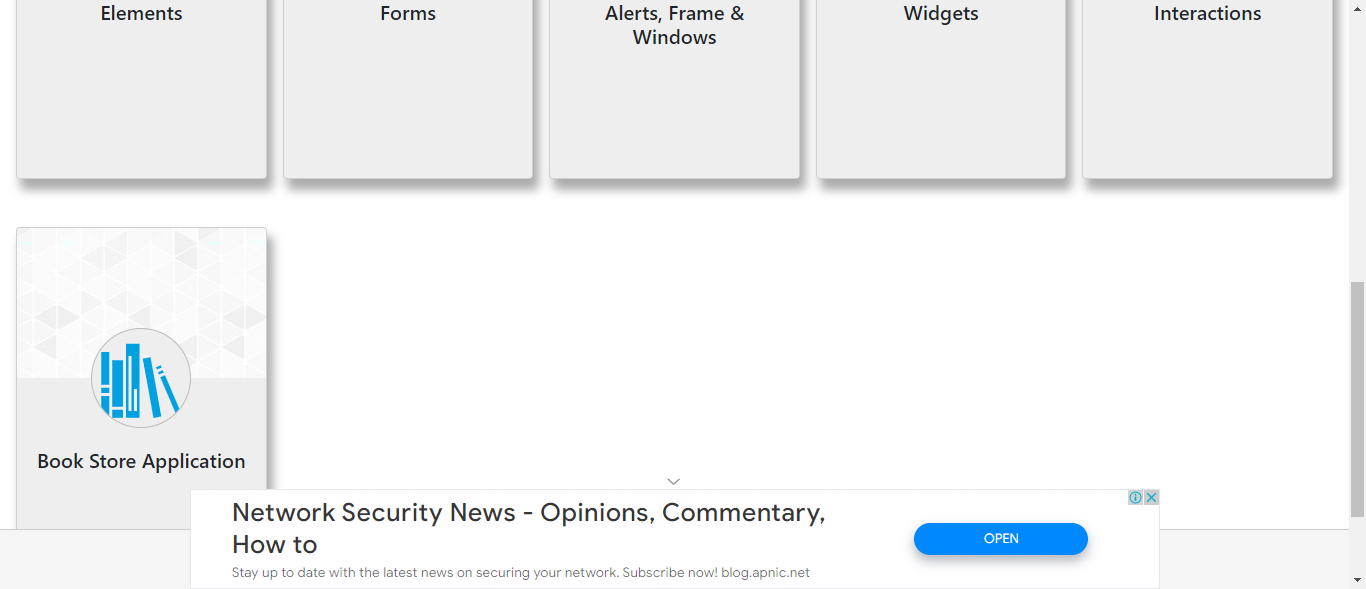 Elements
Forms
Alerts, Frame &
Windows
Widgets
Interactions
Book Store Application
Network Security News - Opinions, Commentary,
How to
Stay up to date with the latest news on securing your network. Subscribe now! blog.apnic.net
OPEN